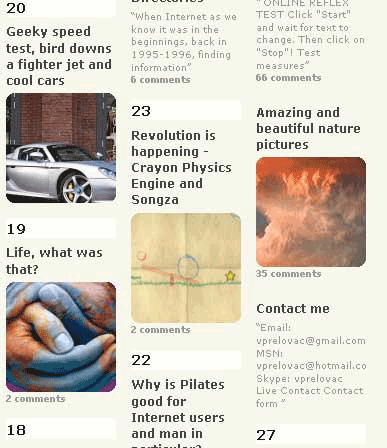 20
Geeky speed
test, bird downs
a fighter jet and
cool cars
19
Life, what was
that?
2 comments
18
"When Internet as we
know it was in the
beginnings, back in
1995-1996, finding
information"
6 comments
23
Revolution is
happening -
Crayon Physics
Engine and
Songza
2 comments
22
Why is Pilates
good for
Internet users
and man in
" ONLINE REFLEX
TEST Click "Start"
and wait for text to
change. Then click on
"Stop"! Test
measures"
66 comments
Amazing and
beautiful nature
pictures
35 comments
Contact me
"Email:
vprelovac@gmail.com
MSN:
vprelovac@hotmail.co
Skype: vprelovac
Live Contact Contact
form "
27